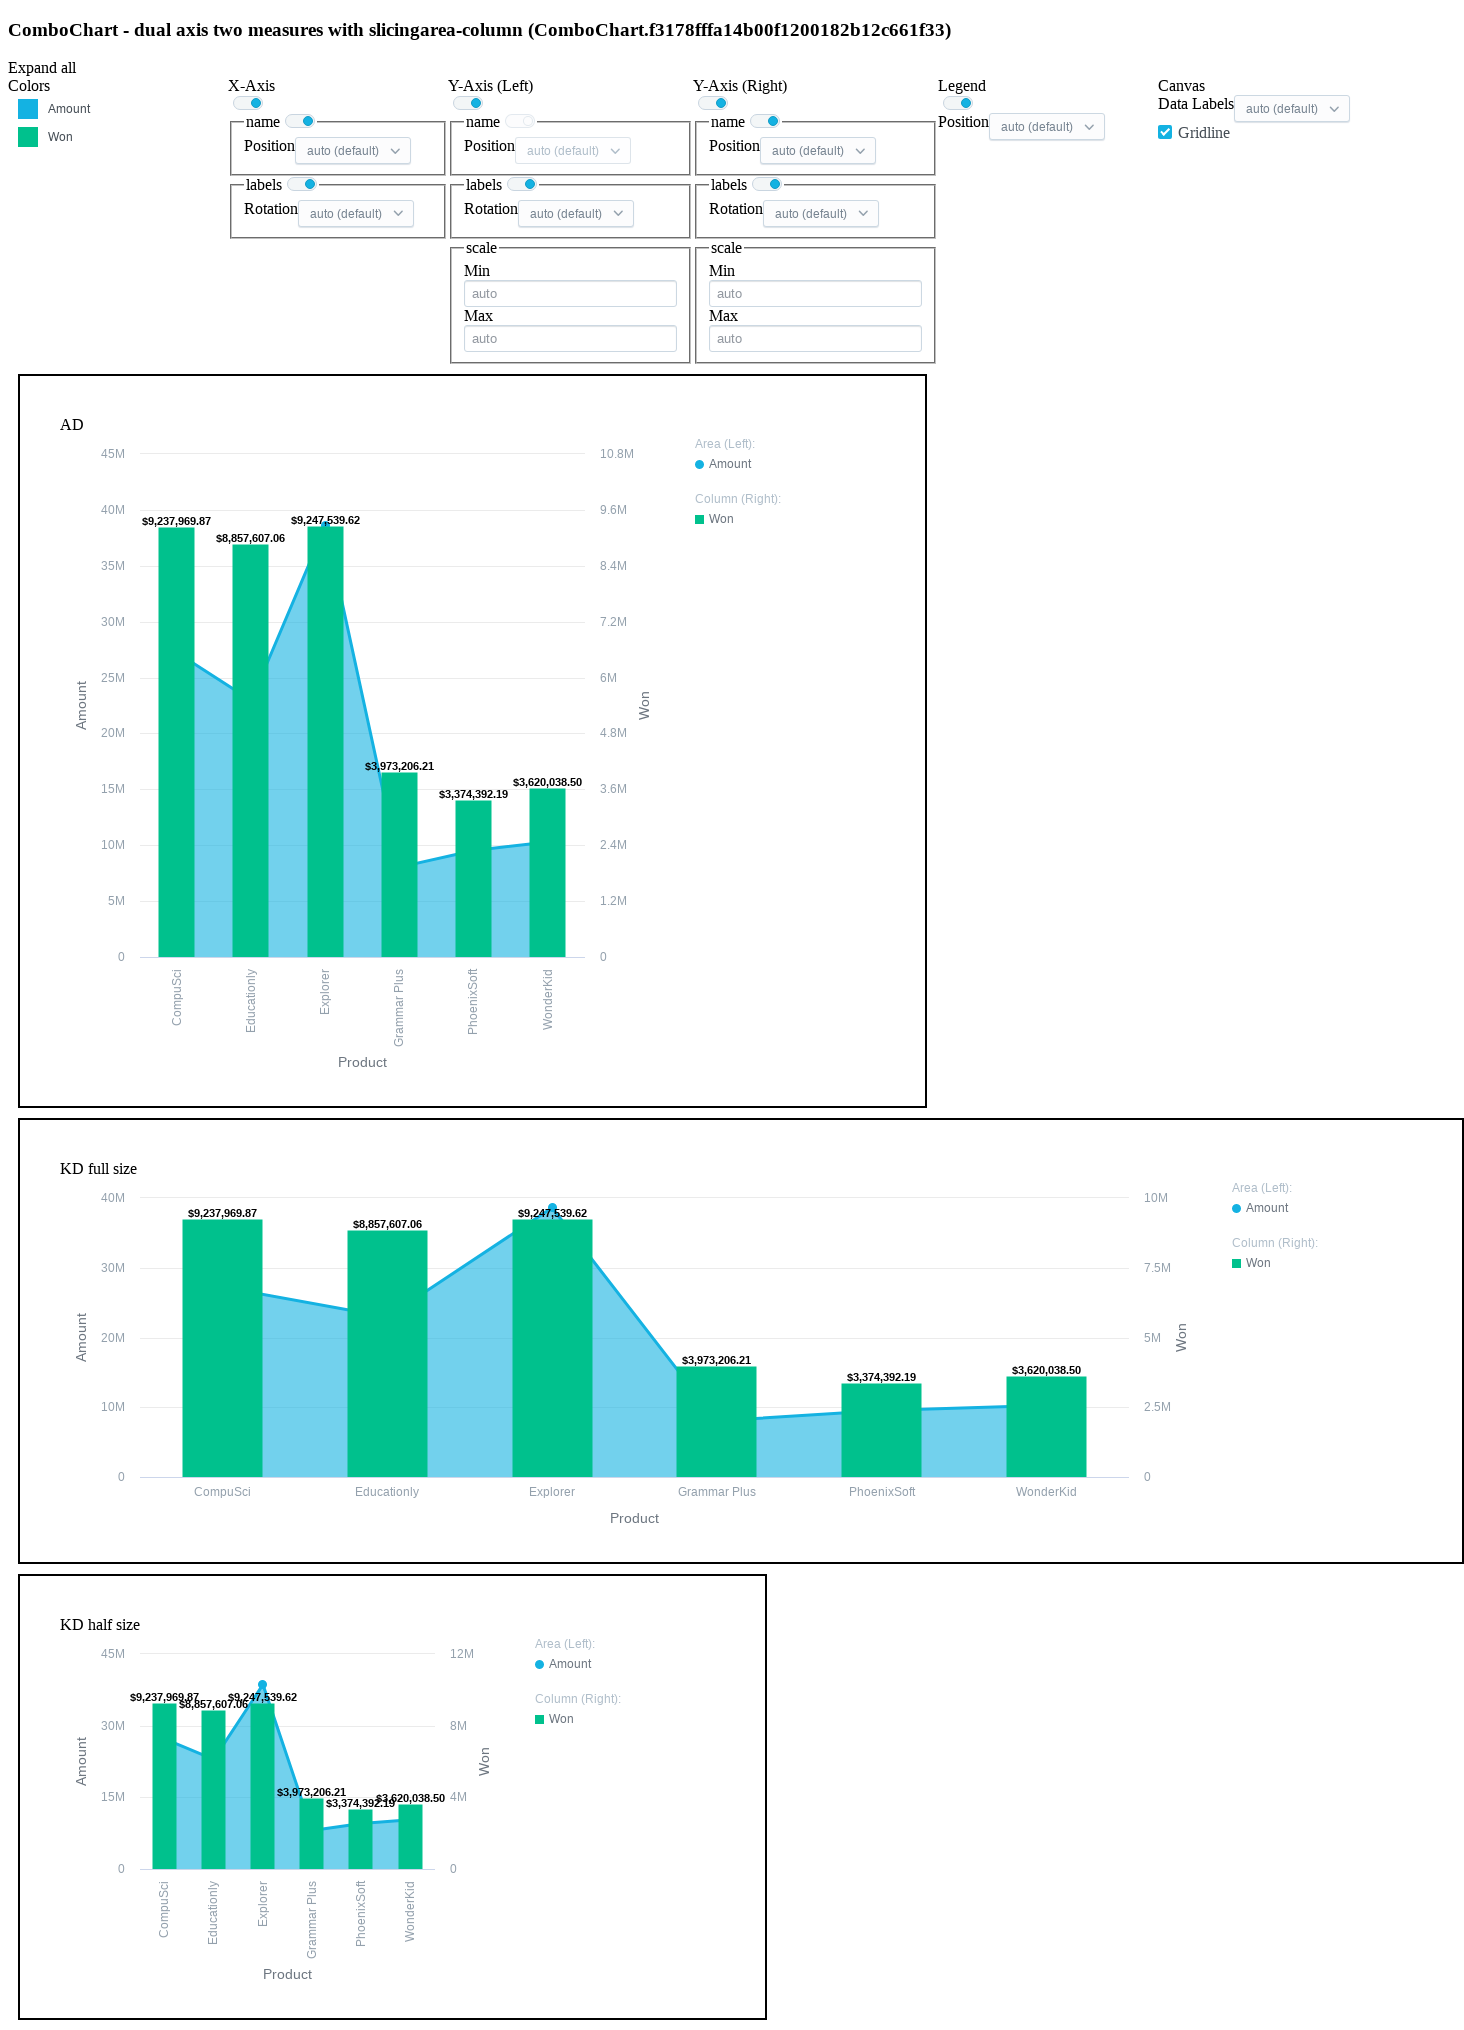 ComboChart - dual axis two measures with slicingarea-column (ComboChart.f3178fffa14b00f1200182b12c661f33)
Expand all
Colors
Amount
Won
X-Axis
name
Position auto (default)
labels
Rotation auto (default)
Y-Axis (Left)
name
Position auto (default)
labels
Rotation auto (default)
scale
Min
auto
Max
auto
Y-Axis (Right)
name
Position auto (default)
labels
Rotation auto (default)
scale
Min
auto
Max
auto
Legend
Position auto (default)
Canvas
Data Labels auto (default)
Gridline
AD
45M
40M
35M
30M
25M
20M
15M
10M
5M
0
Amount
$9,237,969.87
$8,857,607.06
$9,247,539.62
$3,973,206.21
$3,374,392.19
$3,620,038.50
10.8M
9.6M
8.4M
7.2M
6M
4.8M
3.6M
2.4M
1.2M
0
Won
CompuSci
Educationly
Explorer
Grammar Plus
PhoenixSoft
WonderKid
Product
Area (Left):
Amount
Column (Right):
Won
KD full size
40M
30M
20M
10M
0
Amount
$9,237,969.87
$8,857,607.06
$9,247,539.62
$3,973,206.21
$3,374,392.19
$3,620,038.50
10M
7.5M
5M
2.5M
0
Won
CompuSci
Educationly
Explorer
Grammar Plus
PhoenixSoft
WonderKid
Product
Area (Left):
Amount
Column (Right):
Won
KD half size
45M
30M
15M
0
Amount
$9,237,969.87
$8,857,607.06
$9,247,539.62
$3,973,206.21
$3,374,392.19
$3,620,038.50
12M
8M
4M
0
Won
CompuSci
Educationly
Explorer
Grammar Plus
PhoenixSoft
WonderKid
Product
Area (Left):
Amount
Column (Right):
Won